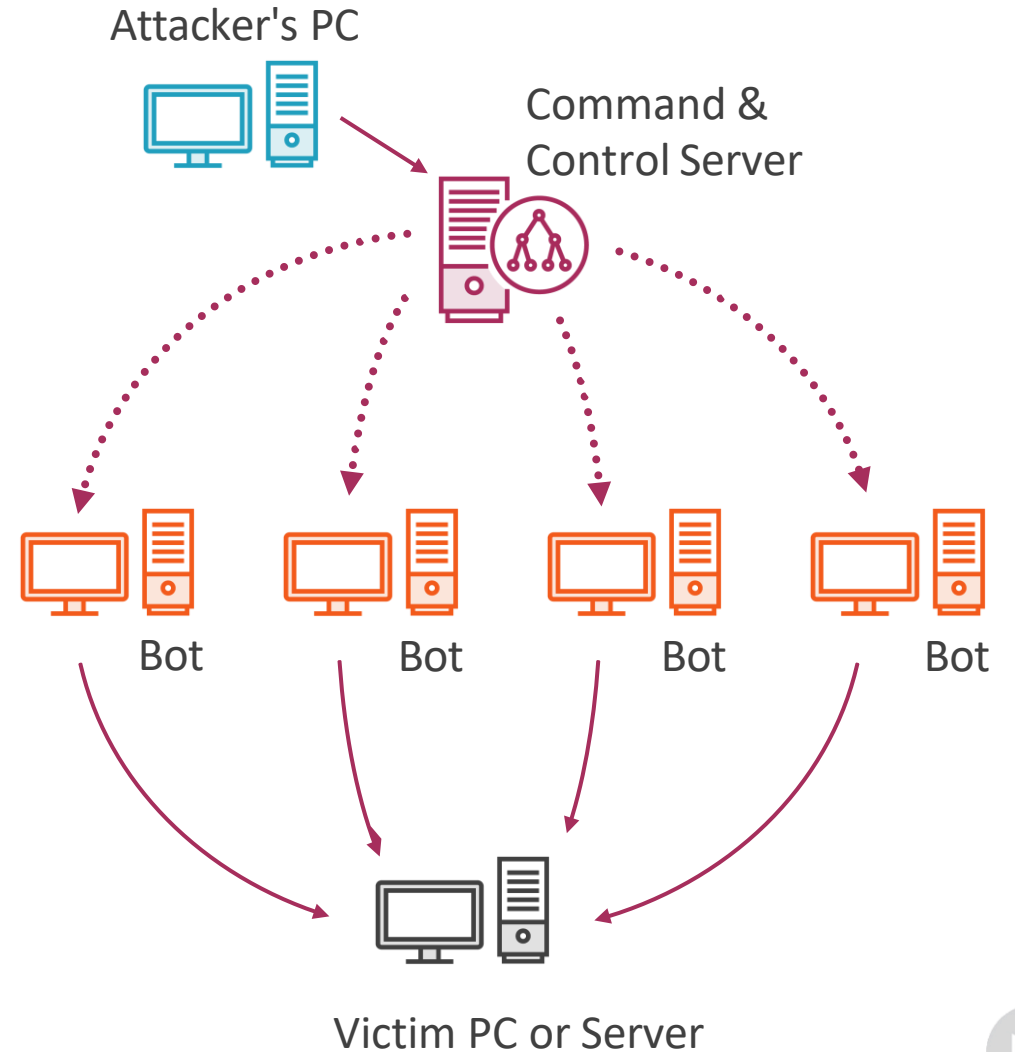 Attacker's PC
Command &
Control Server
Bot
Bot
Bot
Bot
Victim PC or Server